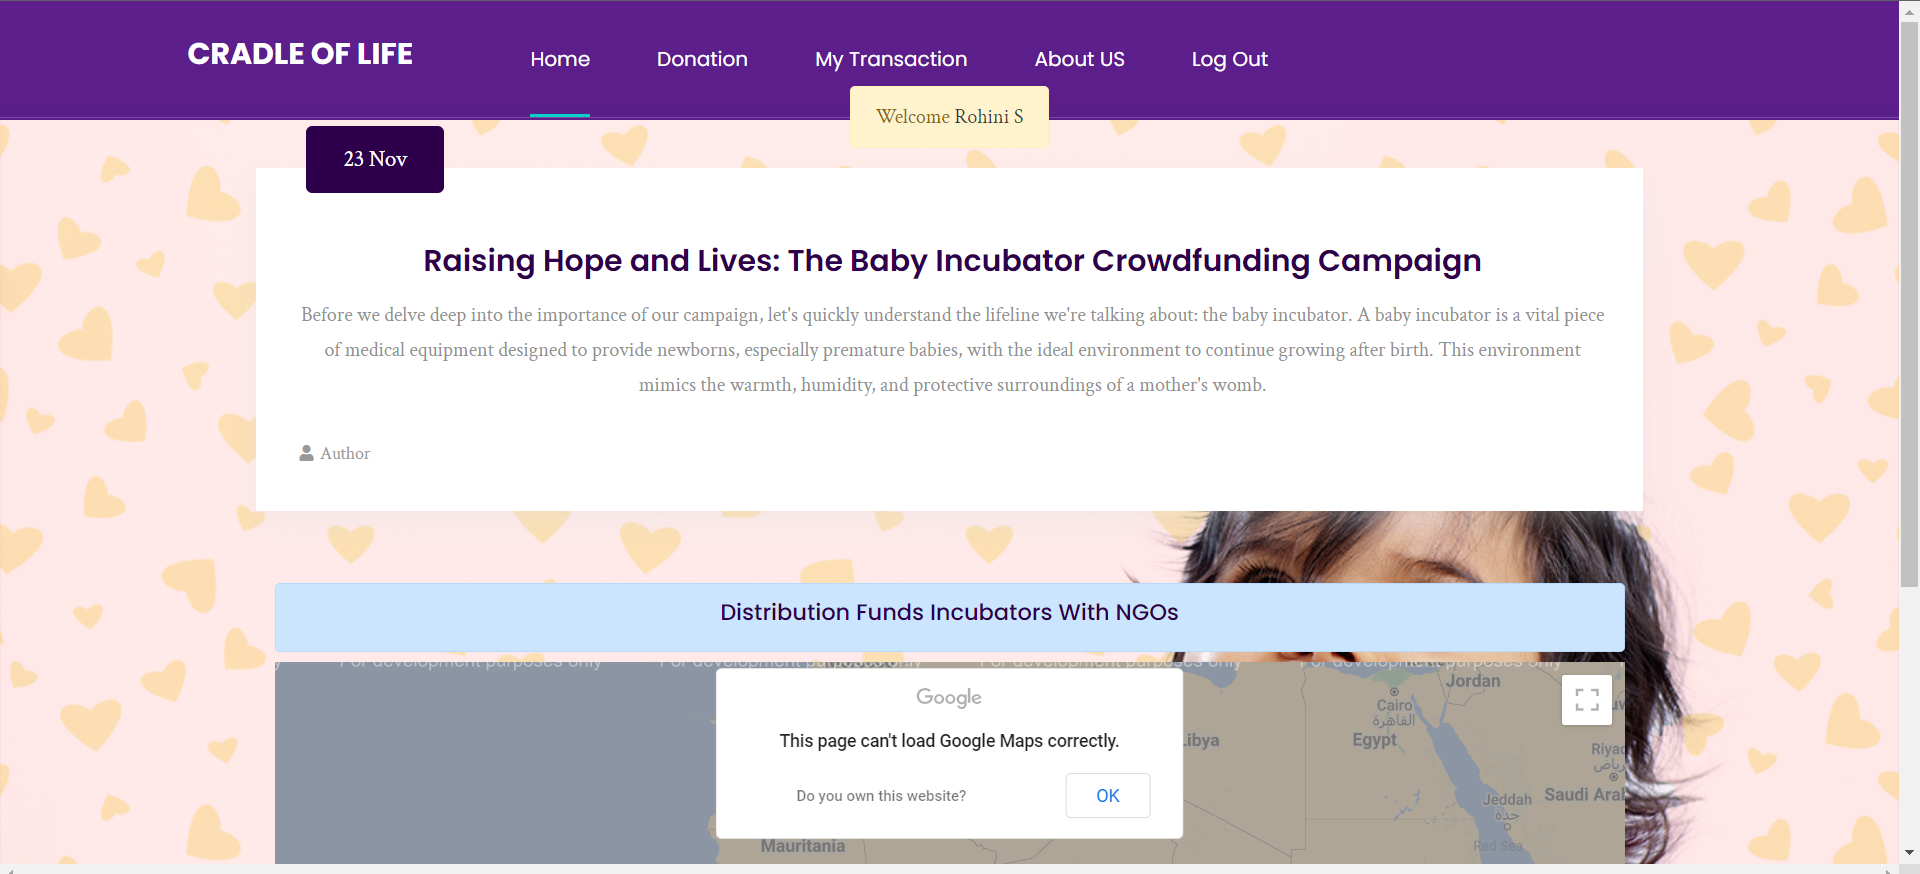 CRADLE OF LIFE
Home
Donation
My Transaction
About US
Log Out
Welcome Rohini S
23 Nov
Raising Hope and Lives: The Baby Incubator Crowdfunding Campaign
Before we delve deep into the importance of our campaign, let's quickly understand the lifeline we're talking about: the baby incubator. A baby incubator is a vital piece
of medical equipment designed to provide newborns, especially premature babies, with the ideal environment to continue growing after birth. This environment
mimics the warmth, humidity, and protective surroundings of a mother's womb.
Author
Distribution Funds Incubators With NGOs
For development purposes only
For development purposes only
For development purposes only
For development purposes only
Google
This page can't load Google Maps correctly.
Do you own this website?
OK
Jordan
Cairo
القاهرة
Egypt
Jeddah
جدة
Red Sea
Mauritania